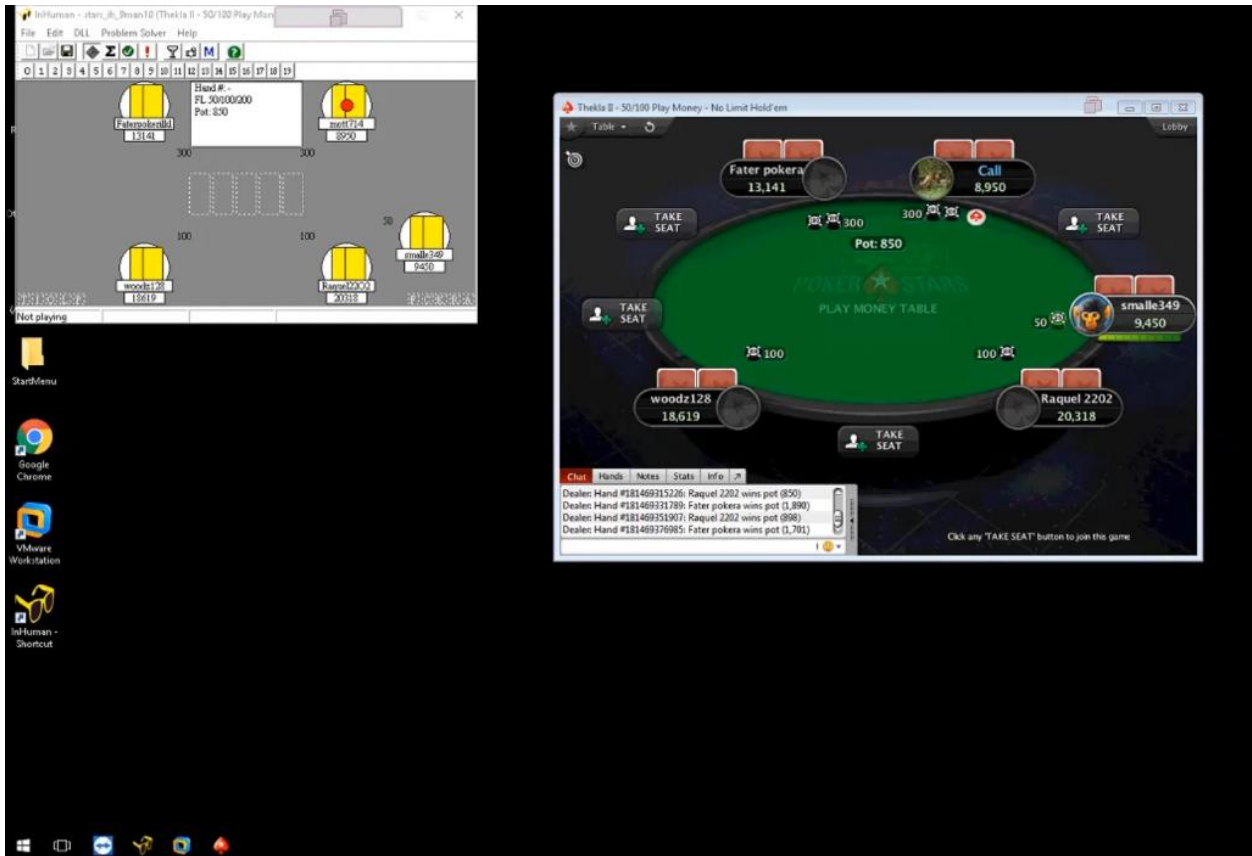 InHuman - stars_ih_9man10 (Thekla II - 50/100 Play Mon
File Edit DLL Problem Solver Help
M
0 1 2 3 4 5 6 7 8 9 10 11 12 13 14 15 16 17 18 19
Hand #: -
FL 50/100/200
Pot: 850
13141
mott714
8950
300
300
50
100
100
smalle349
9450
woodz128
18619
Raquel2202
20318
Not playing
StartMenu
Google
Chrome
VMware
Workstation
InHuman -
Shortcut
Thekla II - 50/100 Play Money - No Limit Hold'em
Table
Lobby
Fater pokera
13,141
Call
8,950
TAKE
SEAT
TAKE
SEAT
300
300
Pot: 850
POKER STARS
PLAY MONEY TABLE
TAKE
SEAT
50
smalle349
9,450
100
100
woodz128
18,619
Raquel 2202
20,318
TAKE
SEAT
Chat Hands Notes Stats Info
Dealer: Hand #181469315226: Raquel 2202 wins pot (850)
Dealer: Hand #181469331789: Fater pokera wins pot (1,890)
Dealer: Hand #181469351907: Raquel 2202 wins pot (898)
Dealer: Hand #181469376985: Fater pokera wins pot (1,701)
Click any 'TAKE SEAT' button to join this game